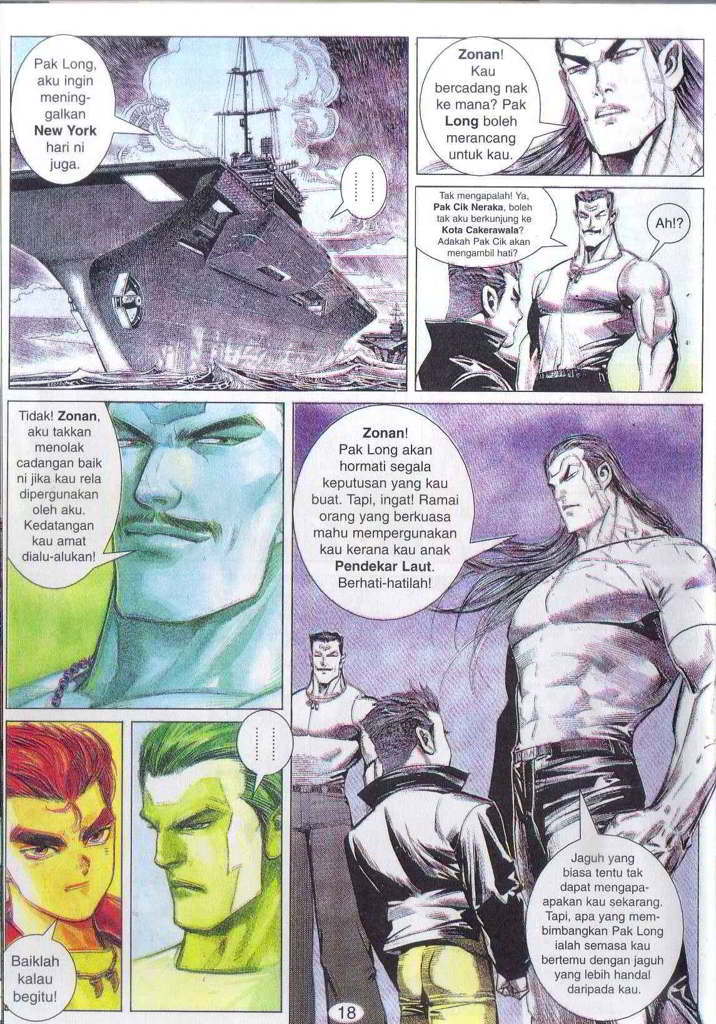 Pak Long,
aku ingin
mening-
galkan
New York
hari ni
juga.
Zonan!
Kau
bercadang nak
ke mana? Pak
Long boleh
merancang
untuk kau.
Tak mengapalah! Ya,
Pak Cik Neraka, boleh
tak aku berkunjung ke
Kota Cakerawala?
Adakah Pak Cik akan
mengambil hati?
Ah!?
Tidak! Zonan,
aku takkan
menolak
cadangan baik
ni jika kau rela
dipergunakan
oleh aku.
Kedatangan
kau amat
dialu-alukan!
Zonan!
Pak Long akan
hormati segala
keputusan yang kau
buat. Tapi, ingat! Ramai
orang yang berkuasa
mahu mempergunakan
kau kerana kau anak
Pendekar Laut.
Berhati-hatilah!
Baiklah
kalau
begitu!
Jaguh yang
biasa tentu tak
dapat mengapa-
apakan kau sekarang.
Tapi, apa yang mem-
bimbangkan Pak Long
ialah semasa kau
bertemu dengan jaguh
yang lebih handal
daripada kau.
18